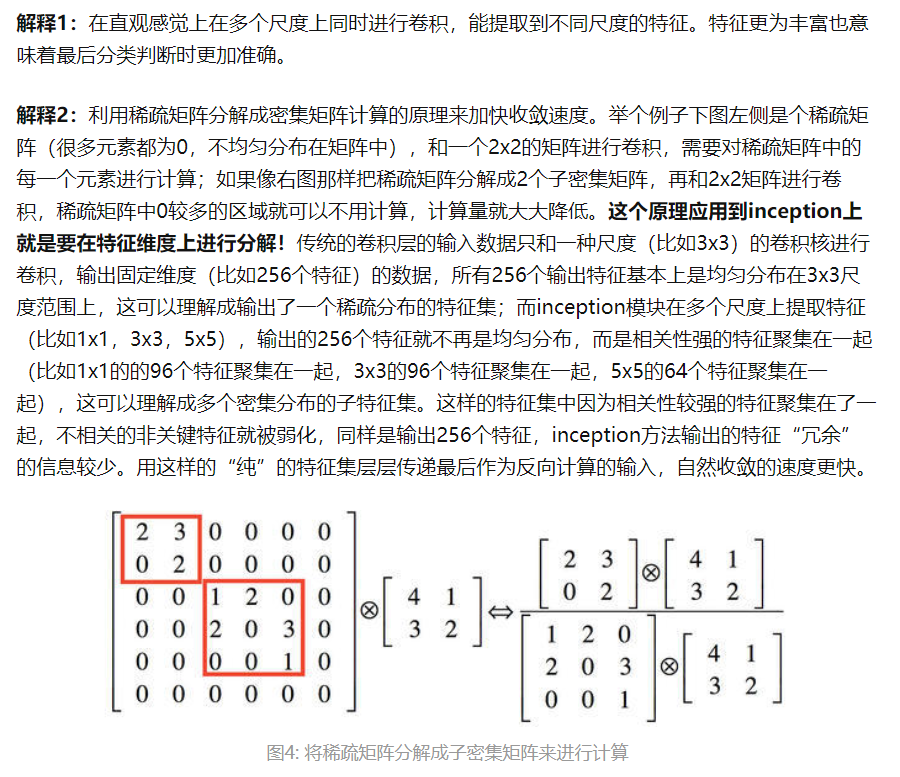 解释1：在直观感觉上在多个尺度上同时进行卷积，能提取到不同尺度的特征。特征更为丰富也意
味着最后分类判断时更加准确。
解释2：利用稀疏矩阵分解成密集矩阵计算的原理来加快收敛速度。举个例子下图左侧是个稀疏矩
阵（很多元素都为0，不均匀分布在矩阵中），和一个2x2的矩阵进行卷积，需要对稀疏矩阵中的
每一个元素进行计算；如果像右图那样把稀疏矩阵分解成2个子密集矩阵，再和2x2矩阵进行卷
积，稀疏矩阵中0较多的区域就可以不用计算，计算量就大大降低。这个原理应用到inception上
就是要在特征维度上进行分解！传统的卷积层的输入数据只和一种尺度（比如3x3）的卷积核进行
卷积，输出固定维度（比如256个特征）的数据，所有256个输出特征基本上是均匀分布在3x3尺
度范围上，这可以理解成输出了一个稀疏分布的特征集；而inception模块在多个尺度上提取特征
（比如1x1，3x3，5x5），输出的256个特征就不再是均匀分布，而是相关性强的特征聚集在一起
（比如1x1的的96个特征聚集在一起，3x3的96个特征聚集在一起，5x5的64个特征聚集在一
起），这可以理解成多个密集分布的子特征集。这样的特征集中因为相关性较强的特征聚集在了一
起，不相关的非关键特征就被弱化，同样是输出256个特征，inception方法输出的特征“冗余”
的信息较少。用这样的“纯”的特征集层层传递最后作为反向计算的输入，自然收敛的速度更快。
2 3 0 0 0 0
0 2 0 0 0 0
0 0 1 2 0 0
0 0 2 0 3 0
0 0 0 0 1 0
0 0 0 0 0 0
⊗
4 1
3 2
⇔
2 3
0 2
⊗
4 1
3 2
1 2 0
2 0 3
0 0 1
⊗
4 1
3 2
图4: 将稀疏矩阵分解成子密集矩阵来进行计算